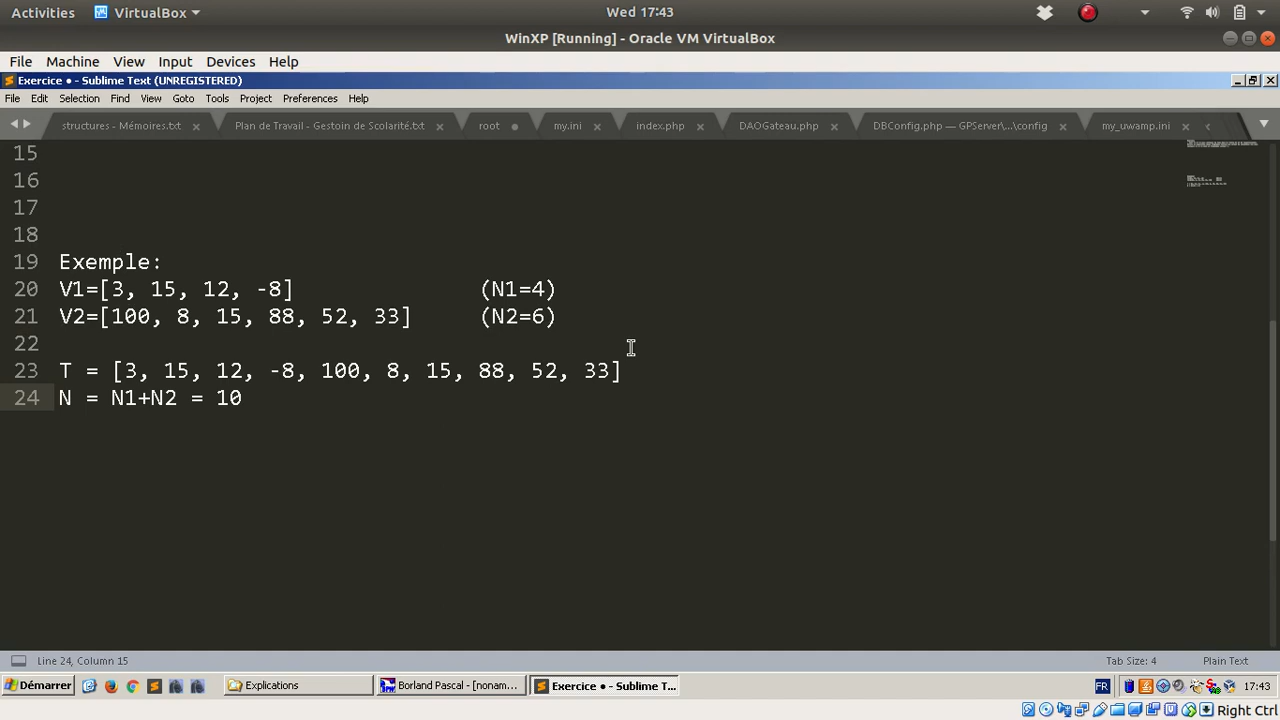 Activities VirtualBox Wed 17:43
WinXP [Running] - Oracle VM VirtualBox
File Machine View Input Devices Help
Exercice • - Sublime Text (UNREGISTERED)
File Edit Selection Find View Goto Tools Project Preferences Help
structures - Mémoires.txt Plan de Travail - Gestoin de Scolarité.txt root my.ini index.php DAOGateau.php DBConfig.php — GPServer\...\config my_uwamp.ini
15
16
17
18
19 Exemple:
20 V1=[3, 15, 12, -8] (N1=4)
21 V2=[100, 8, 15, 88, 52, 33] (N2=6)
22
23 T = [3, 15, 12, -8, 100, 8, 15, 88, 52, 33]
24 N = N1+N2 = 10
Line 24, Column 15 Tab Size: 4 Plain Text
Démarrer Explications Borland Pascal - [nonam... Exercice • - Sublime T... FR 17:43
Right Ctrl